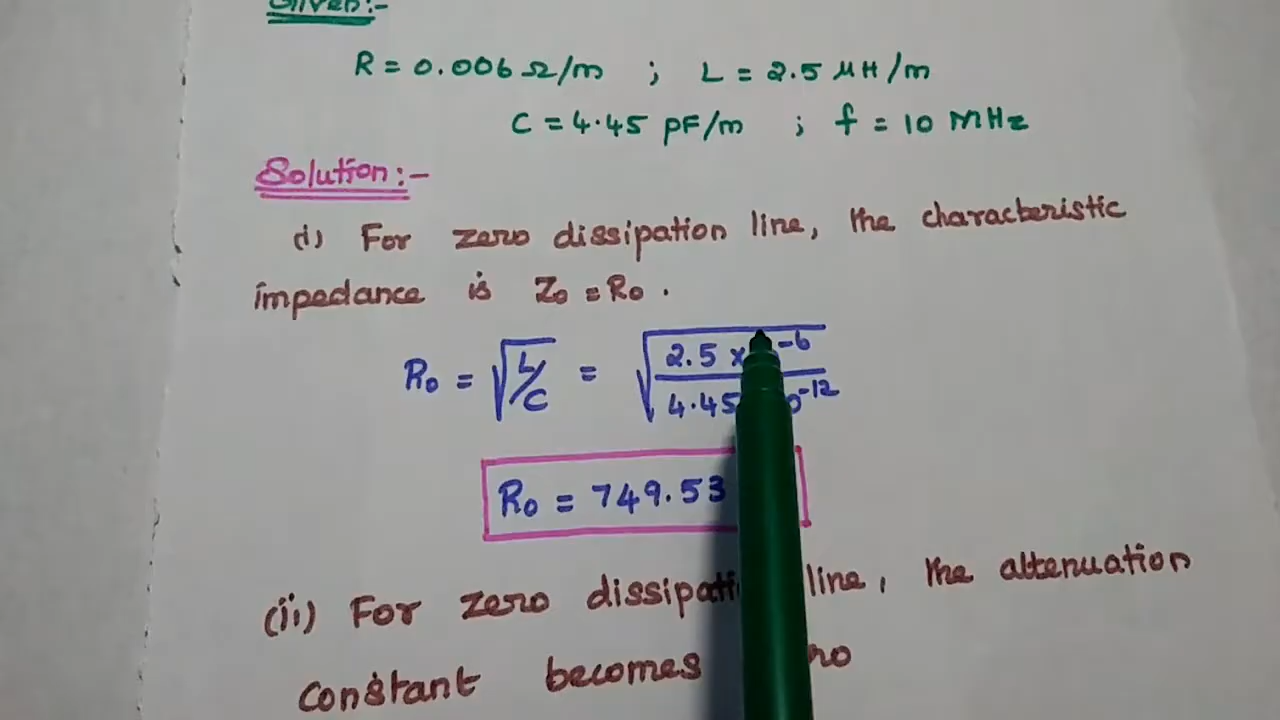 Given:-
R = 0.006 Ω/m ; L = 2.5 μH/m
C = 4.45 pF/m ; f = 10 MHz
Solution:-
(i) For zero dissipation line, the characteristic
impedance is Z₀ = R₀ .
R₀ = √L/C = √2.5 × ⁻⁶ / 4.45 ⁻¹²
R₀ = 749.53
(ii) For zero line, the attenuation
constant becomes